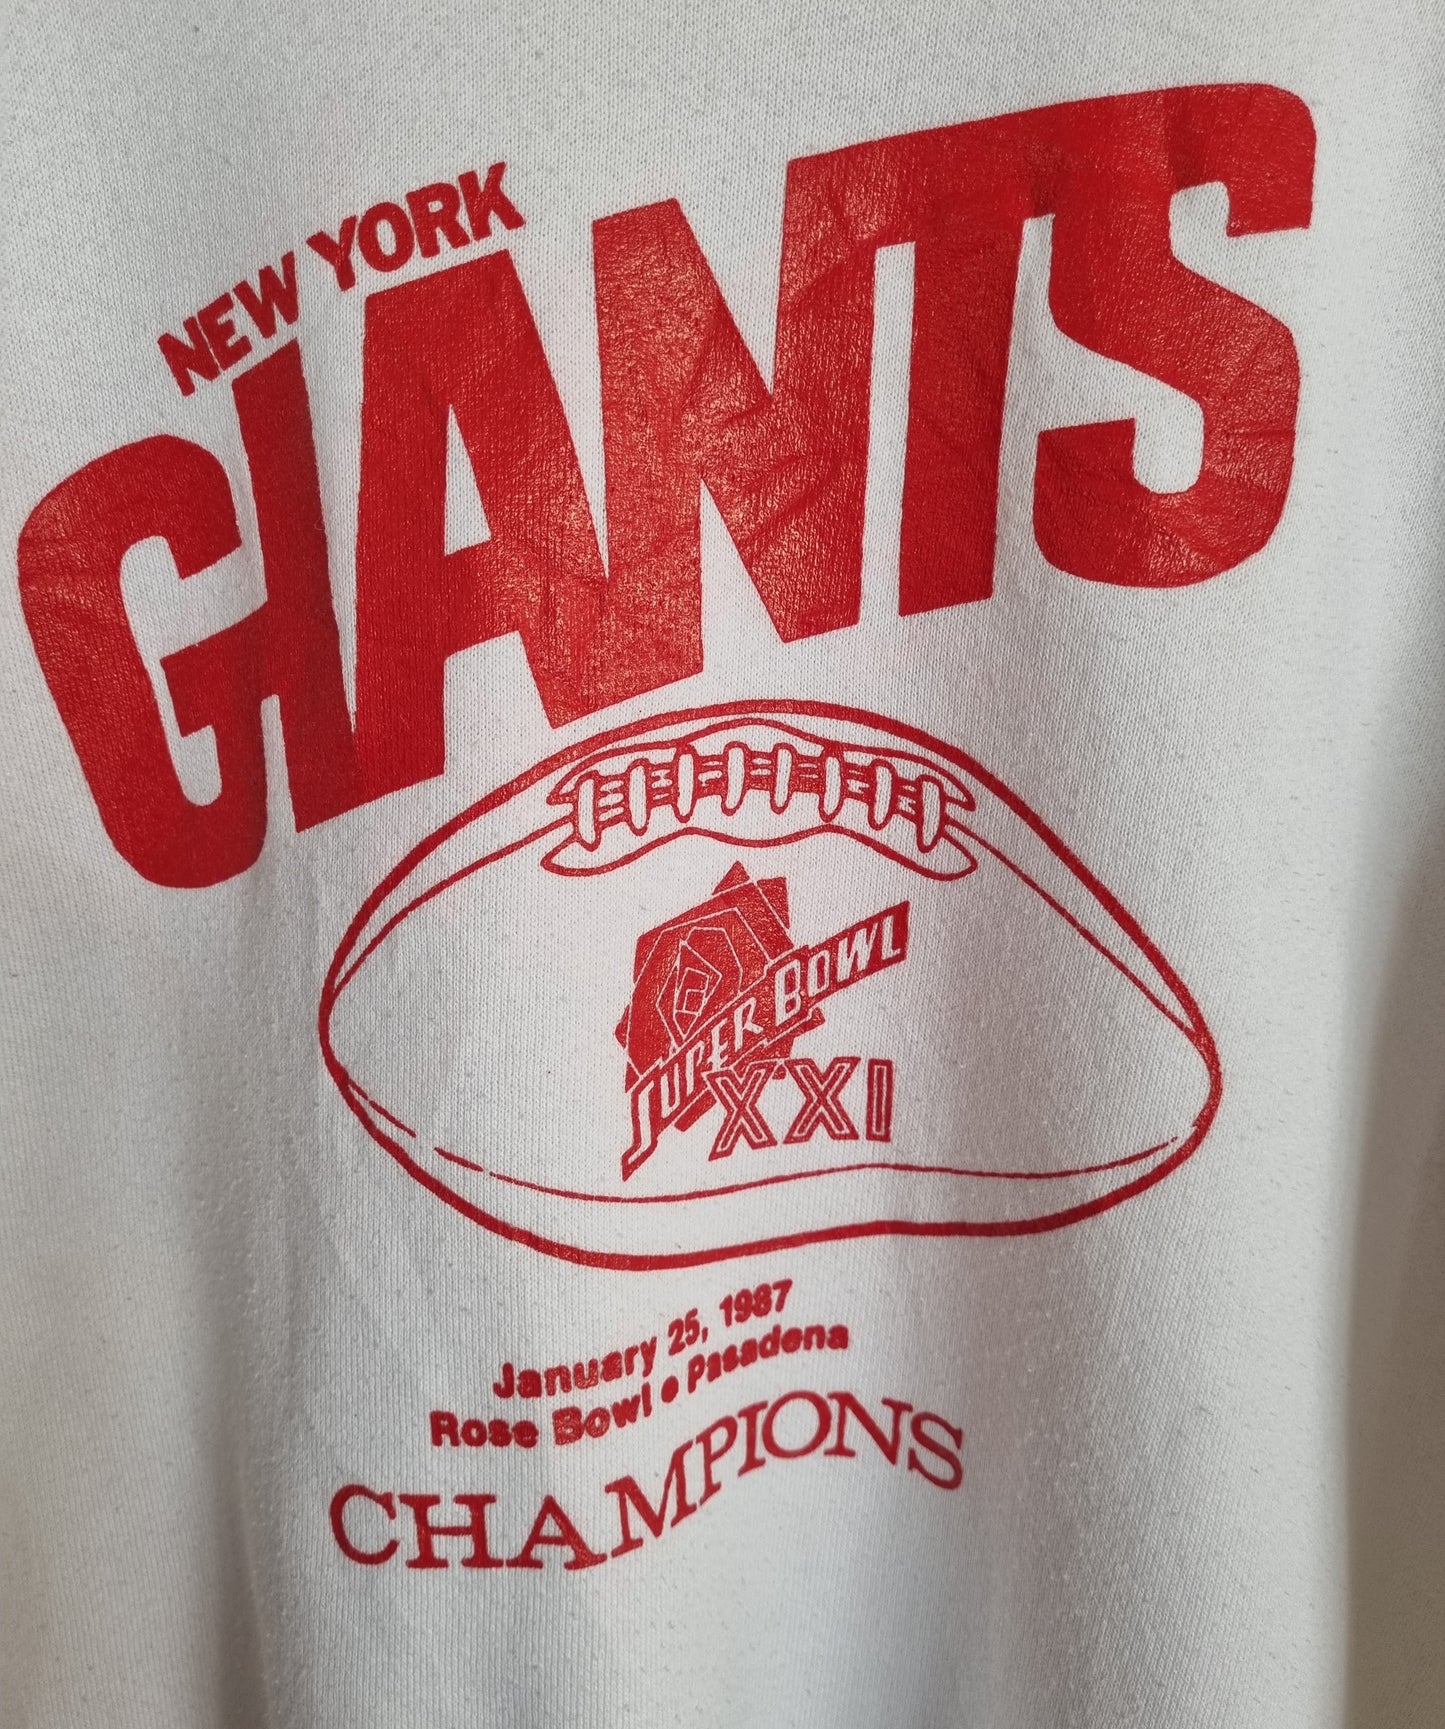 NEW YORK
GIANTS
SUPER BOWL
XXI
January 25, 1987
Rose Bowl • Pasadena
CHAMPIONS